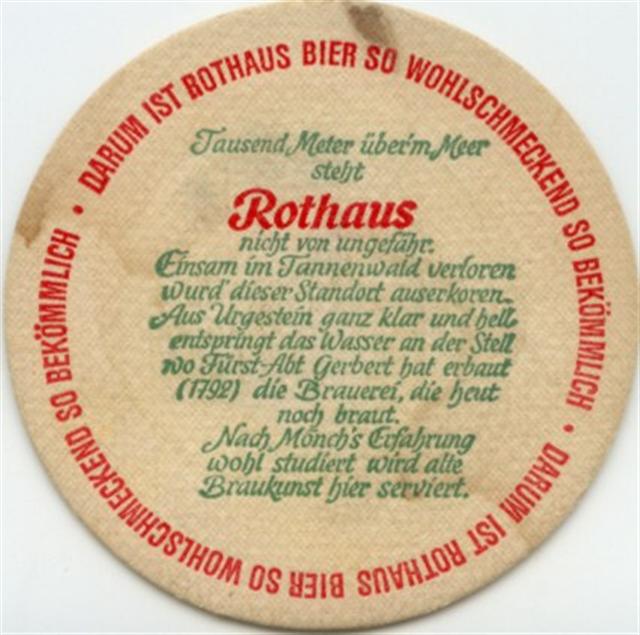 DARUM IST ROTHAUS BIER SO WOHLSCHMECKEND SO BEKÖMMLICH •
DARUM IST ROTHAUS BIER SO WOHLSCHMECKEND SO BEKÖMMLICH •
Tausend Meter über'm Meer
steht
Rothaus
nicht von ungefähr.
Einsam im Tannenwald verloren
wurd' dieser Standort auserkoren.
Aus Urgestein ganz klar und hell
entspringt das Wasser an der Stell
wo Fürst-Abt Gerbert hat erbaut
(1792) die Brauerei, die heut
noch braut.
Nach Mönch's Erfahrung
wohl studiert wird alte
Braukunst hier serviert.